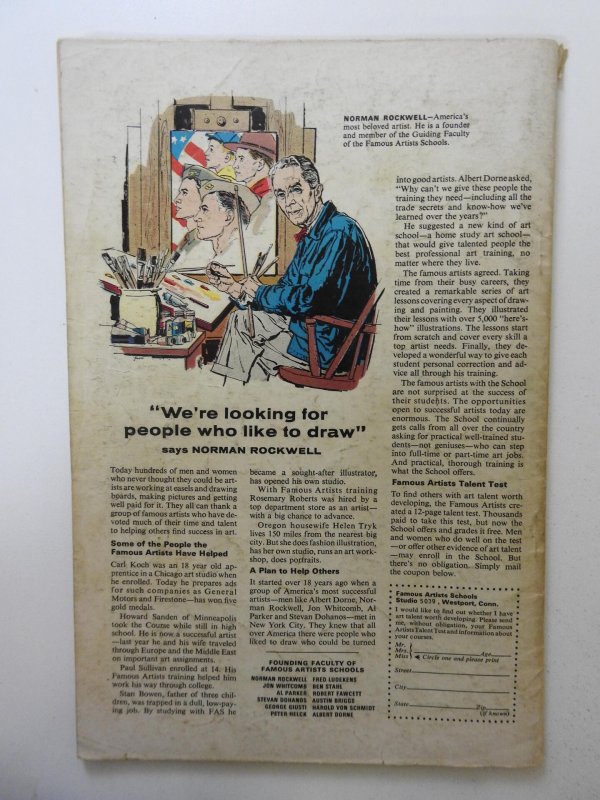 NORMAN ROCKWELL—America's
most beloved artist. He is a founder
and member of the Guiding Faculty
of the Famous Artists Schools.
"We're looking for
people who like to draw"
says NORMAN ROCKWELL
Today hundreds of men and women
who never thought they could be art-
ists are working at easels and drawing
boards, making pictures and getting
well paid for it. They all can thank a
group of famous artists who have de-
voted much of their time and talent
to helping others find success in art.
Some of the People the
Famous Artists Have Helped
Carl Koch was an 18 year old ap-
prentice in a Chicago art studio when
he enrolled. Today he prepares ads
for such companies as General
Motors and Firestone—has won five
gold medals.
Howard Sanden of Minneapolis
took the Course while still in high
school. He is now a successful artist
—last year he and his wife traveled
through Europe and the Middle East
on important art assignments.
Paul Sullivan enrolled at 14. His
Famous Artists training helped him
work his way through college.
Stan Bowen, father of three chil-
dren, was trapped in a dull, low-pay-
ing job. By studying with FAS he
became a sought-after illustrator,
has opened his own studio.
With Famous Artists training
Rosemary Roberts was hired by a
top department store as an artist—
with a big chance to advance.
Oregon housewife Helen Tryk
lives 150 miles from the nearest big
city. But she does fashion illustration,
has her own studio, runs an art work-
shop, does portraits.
A Plan to Help Others
It started over 18 years ago when a
group of America's most successful
artists—men like Albert Dorne, Nor-
man Rockwell, Jon Whitcomb, Al
Parker and Stevan Dohanos—met in
New York City. They knew that all
over America there were people who
liked to draw who could be turned
into good artists. Albert Dorne asked,
"Why can't we give these people the
training they need—including all the
trade secrets and know-how we've
learned over the years?"
He suggested a new kind of art
school—a home study art school—
that would give talented people the
best professional art training, no
matter where they live.
The famous artists agreed. Taking
time from their busy careers, they
created a remarkable series of art
lessons covering every aspect of draw-
ing and painting. They illustrated
their lessons with over 5,000 "here's-
how" illustrations. The lessons start
from scratch and cover every skill a
top artist needs. Finally, they de-
veloped a wonderful way to give each
student personal correction and ad-
vice all through his training.
The famous artists with the School
are not surprised at the success of
their students. The opportunities
open to successful artists today are
enormous. The School continually
gets calls from all over the country
asking for practical well-trained stu-
dents—not geniuses—who can step
into full-time or part-time art jobs.
And practical, thorough training is
what the School offers.
Famous Artists Talent Test
To find others with art talent worth
developing, the Famous Artists cre-
ated a 12-page talent test. Thousands
paid to take this test, but now the
School offers and grades it free. Men
and women who do well on the test
—or offer other evidence of art talent
—may enroll in the School. But
there's no obligation. Simply mail
the coupon below.
FOUNDING FACULTY OF
FAMOUS ARTISTS SCHOOLS
NORMAN ROCKWELL FRED LUDEKENS
JON WHITCOMB BEN STAHL
AL PARKER ROBERT FAWCETT
STEVAN DOHANOS AUSTIN BRIGGS
GEORGE GIUSTI HAROLD VON SCHMIDT
PETER HELCK ALBERT DORNE
Famous Artists Schools
Studio 5039, Westport, Conn.
I would like to find out whether I have
art talent worth developing. Please send
me, without obligation, your Famous
Artists Talent Test and information about
your courses.
Mr.
Mrs. Age
Miss Circle one and please print
Street
City
State Zip
(if known)